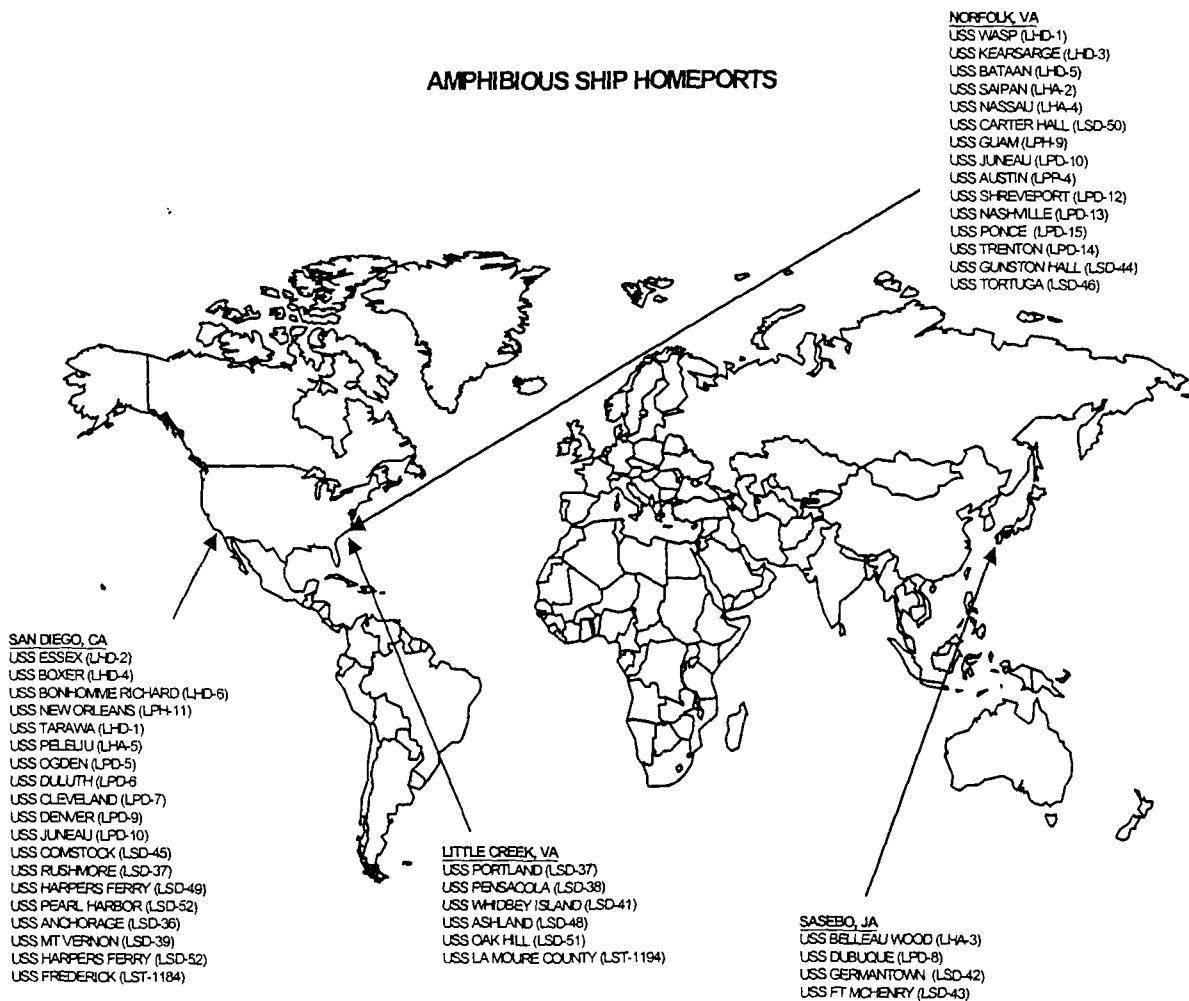 AMPHIBIOUS SHIP HOMEPORTS
NORFOLK, VA
USS WASP (LHD-1)
USS KEARSARGE (LHD-3)
USS BATAAN (LHD-5)
USS SAIPAN (LHA-2)
USS NASSAU (LHA-4)
USS CARTER HALL (LSD-50)
USS GUAM (LPH-9)
USS JUNEAU (LPD-10)
USS AUSTIN (LPP-4)
USS SHREVEPORT (LPD-12)
USS NASHVILLE (LPD-13)
USS PONCE (LPD-15)
USS TRENTON (LPD-14)
USS GUNSTON HALL (LSD-44)
USS TORTUGA (LSD-46)
SAN DIEGO, CA
USS ESSEX (LHD-2)
USS BOXER (LHD-4)
USS BONHOMME RICHARD (LHD-6)
USS NEW ORLEANS (LPH-11)
USS TARAWA (LHD-1)
USS PELELIU (LHA-5)
USS OGDEN (LPD-5)
USS DULUTH (LPD-6
USS CLEVELAND (LPD-7)
USS DENVER (LPD-9)
USS JUNEAU (LPD-10)
USS COMSTOCK (LSD-45)
USS RUSHMORE (LSD-37)
USS HARPERS FERRY (LSD-49)
USS PEARL HARBOR (LSD-52)
USS ANCHORAGE (LSD-36)
USS MT VERNON (LSD-39)
USS HARPERS FERRY (LSD-52)
USS FREDERICK (LST-1184)
LITTLE CREEK, VA
USS PORTLAND (LSD-37)
USS PENSACOLA (LSD-38)
USS WHIDBEY ISLAND (LSD-41)
USS ASHLAND (LSD-48)
USS OAK HILL (LSD-51)
USS LA MOURE COUNTY (LST-1194)
SASEBO, JA
USS BELLEAU WOOD (LHA-3)
USS DUBUQUE (LPD-8)
USS GERMANTOWN (LSD-42)
USS FT MCHENRY (LSD-43)